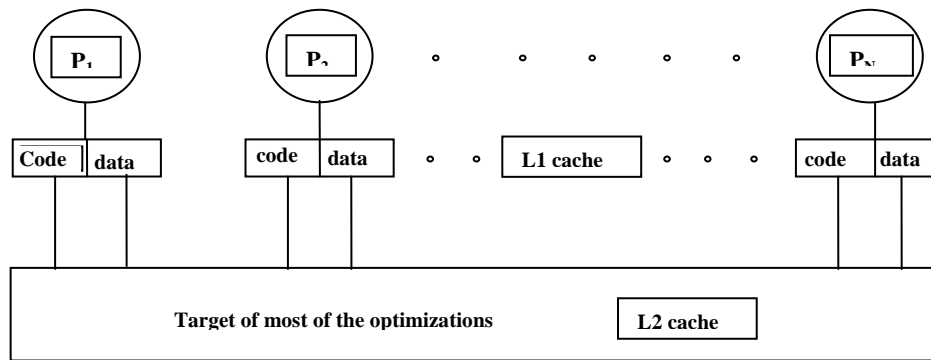 P₁ P₂ Pₙ
Code data code data L1 cache code data
Target of most of the optimizations L2 cache